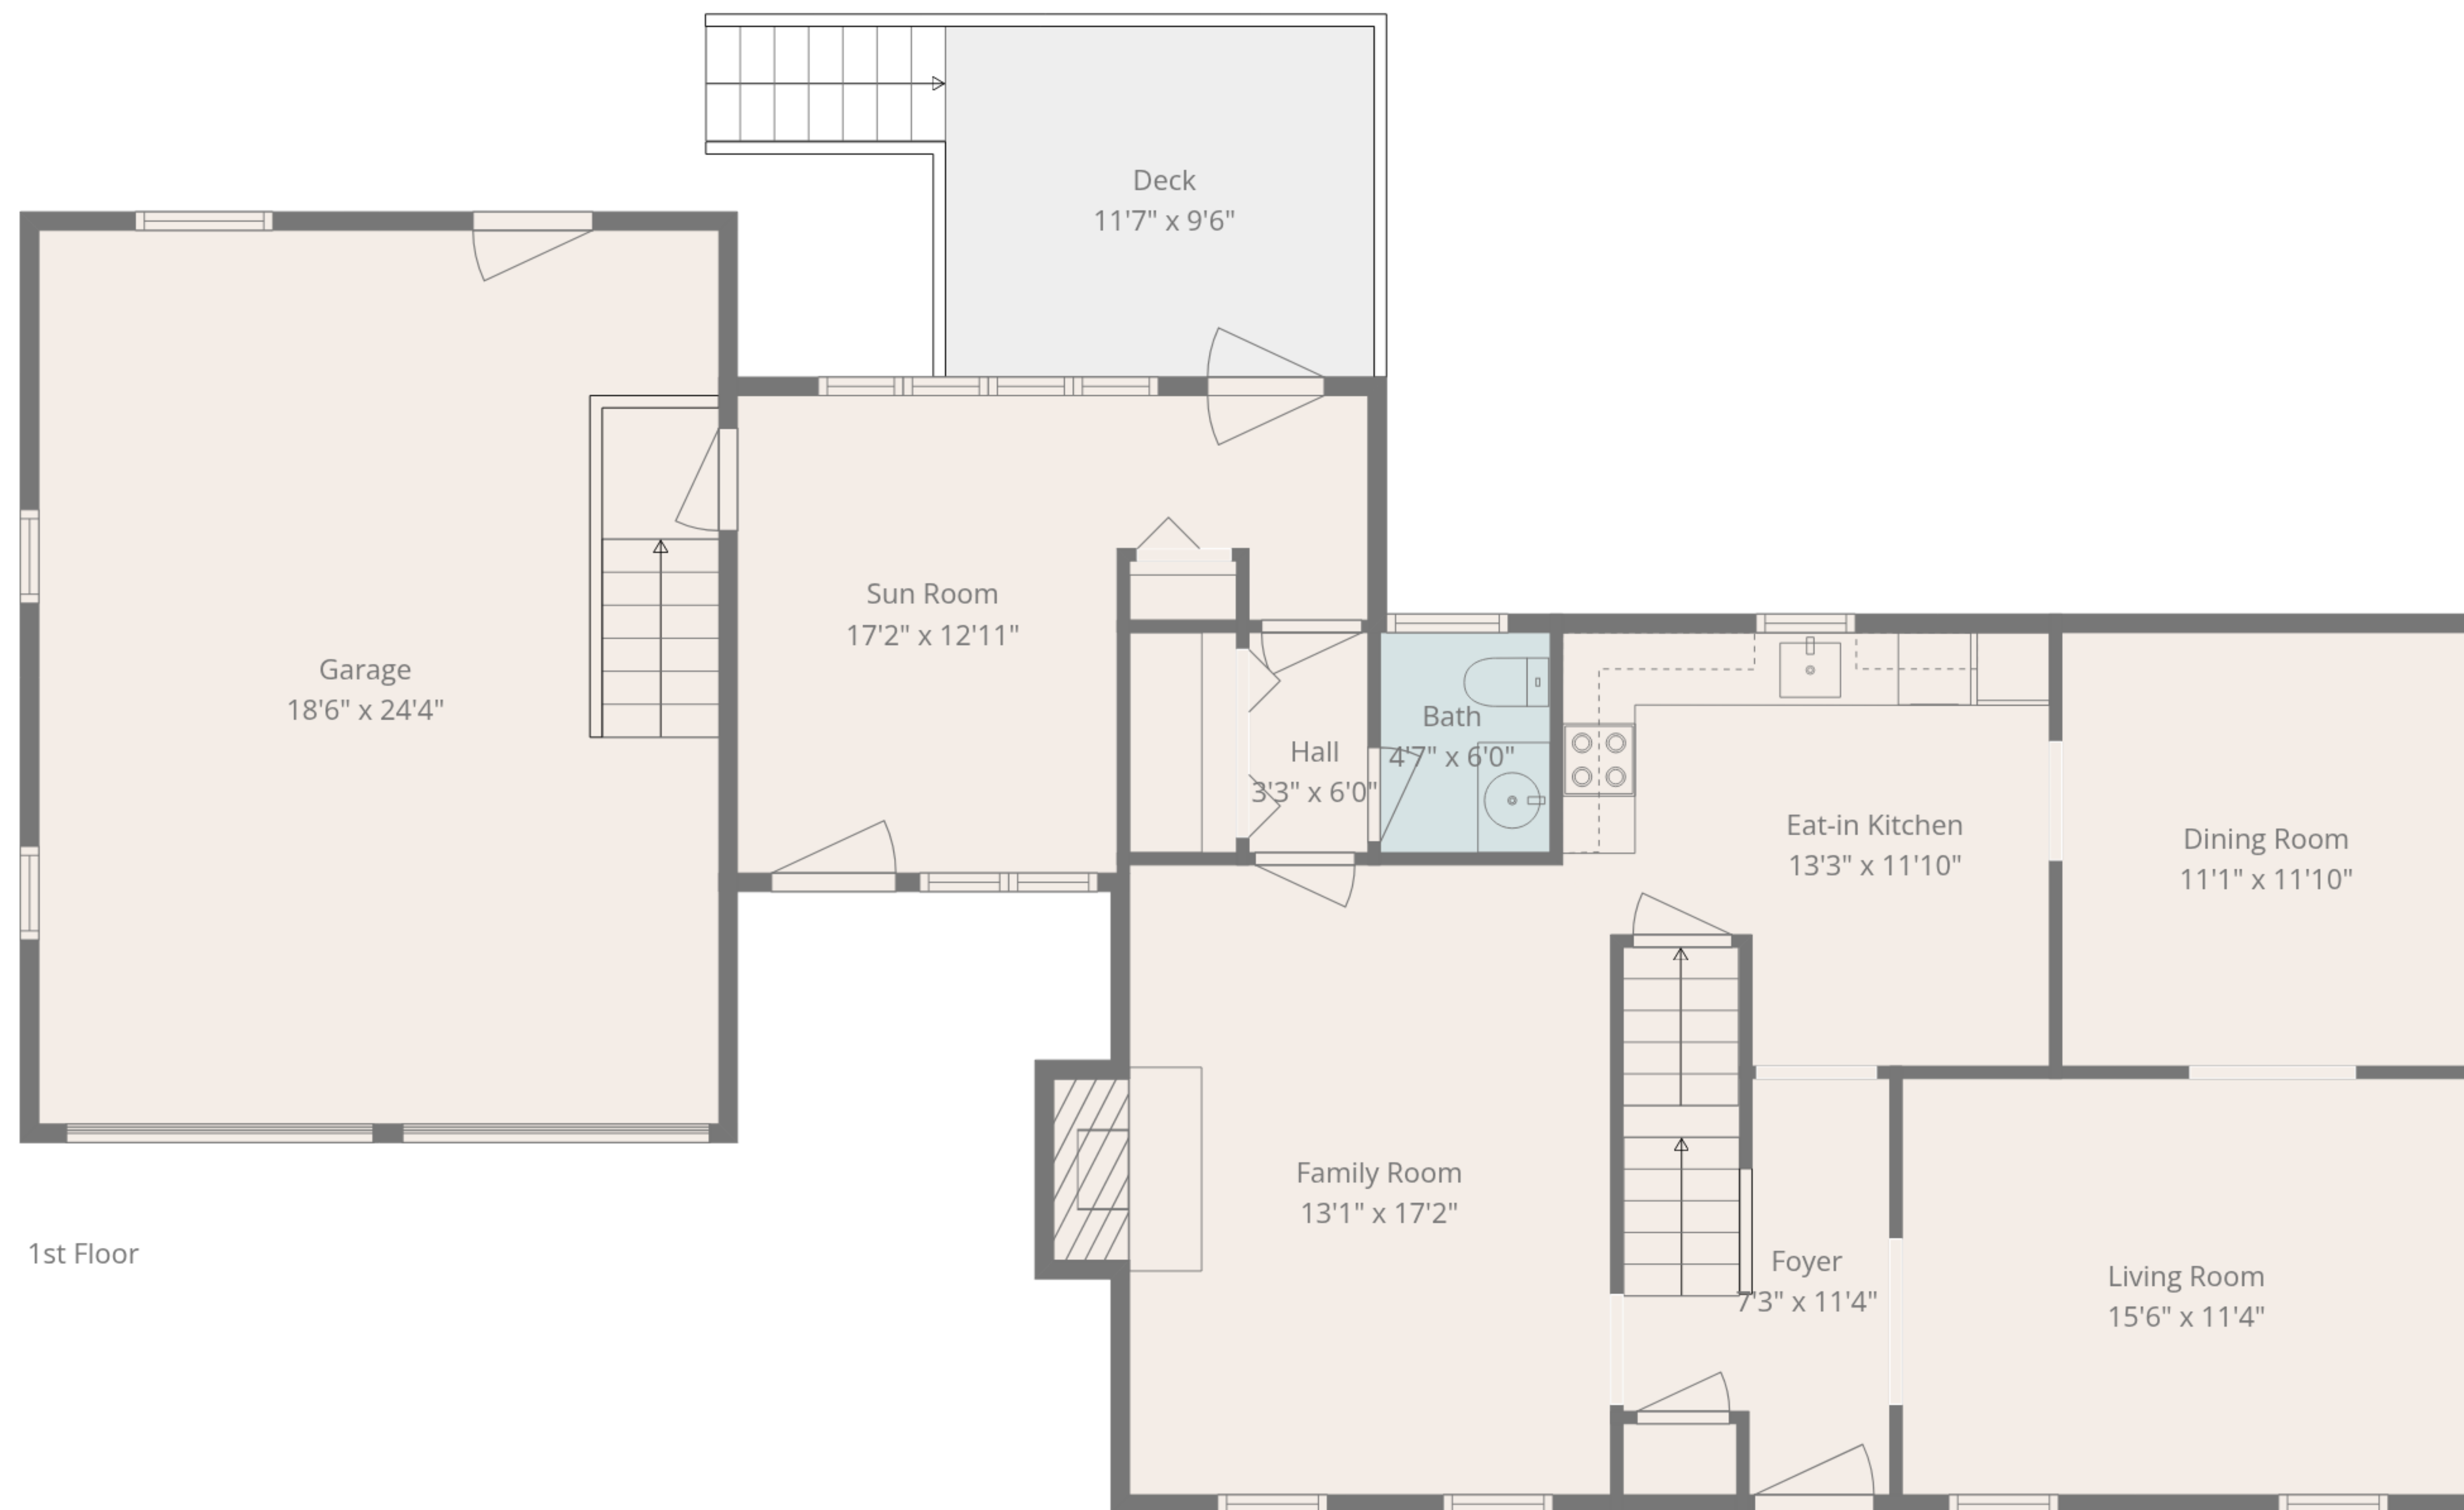 Deck
11'7" x 9'6"
Sun Room
17'2" x 12'11"
Garage
18'6" x 24'4"
Bath
4'7" x 6'0"
Hall
3'3" x 6'0"
Eat-in Kitchen
13'3" x 11'10"
Dining Room
11'1" x 11'10"
Family Room
13'1" x 17'2"
Foyer
7'3" x 11'4"
Living Room
15'6" x 11'4"
1st Floor